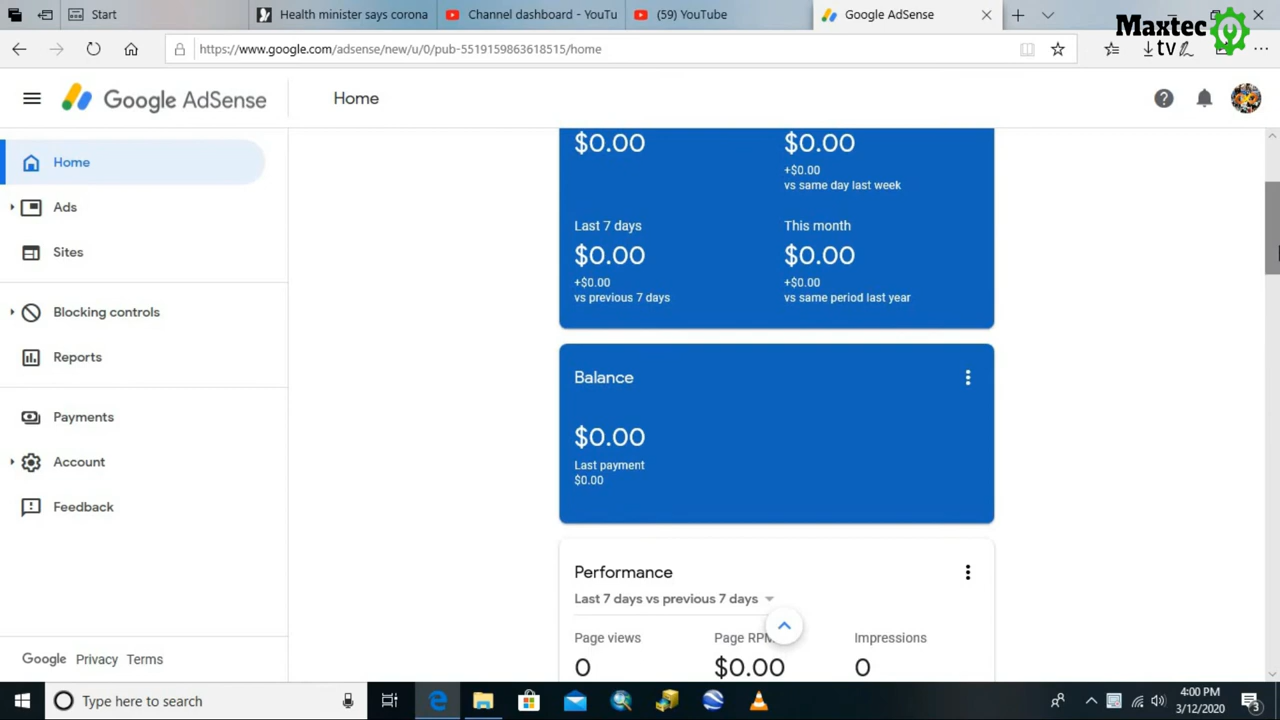 Start
Health minister says corona
Channel dashboard - YouTu
(59) YouTube
Google AdSense
Maxtec
tv
https://www.google.com/adsense/new/u/0/pub-5519159863618515/home
Google AdSense
Home
Home
Ads
Sites
Blocking controls
Reports
Payments
Account
Feedback
Google Privacy Terms
$0.00 $0.00
+$0.00
vs same day last week
Last 7 days This month
$0.00 $0.00
+$0.00 +$0.00
vs previous 7 days vs same period last year
Balance
$0.00
Last payment
$0.00
Performance
Last 7 days vs previous 7 days
Page views Page RPM Impressions
0 $0.00 0
Type here to search
4:00 PM
3/12/2020
3